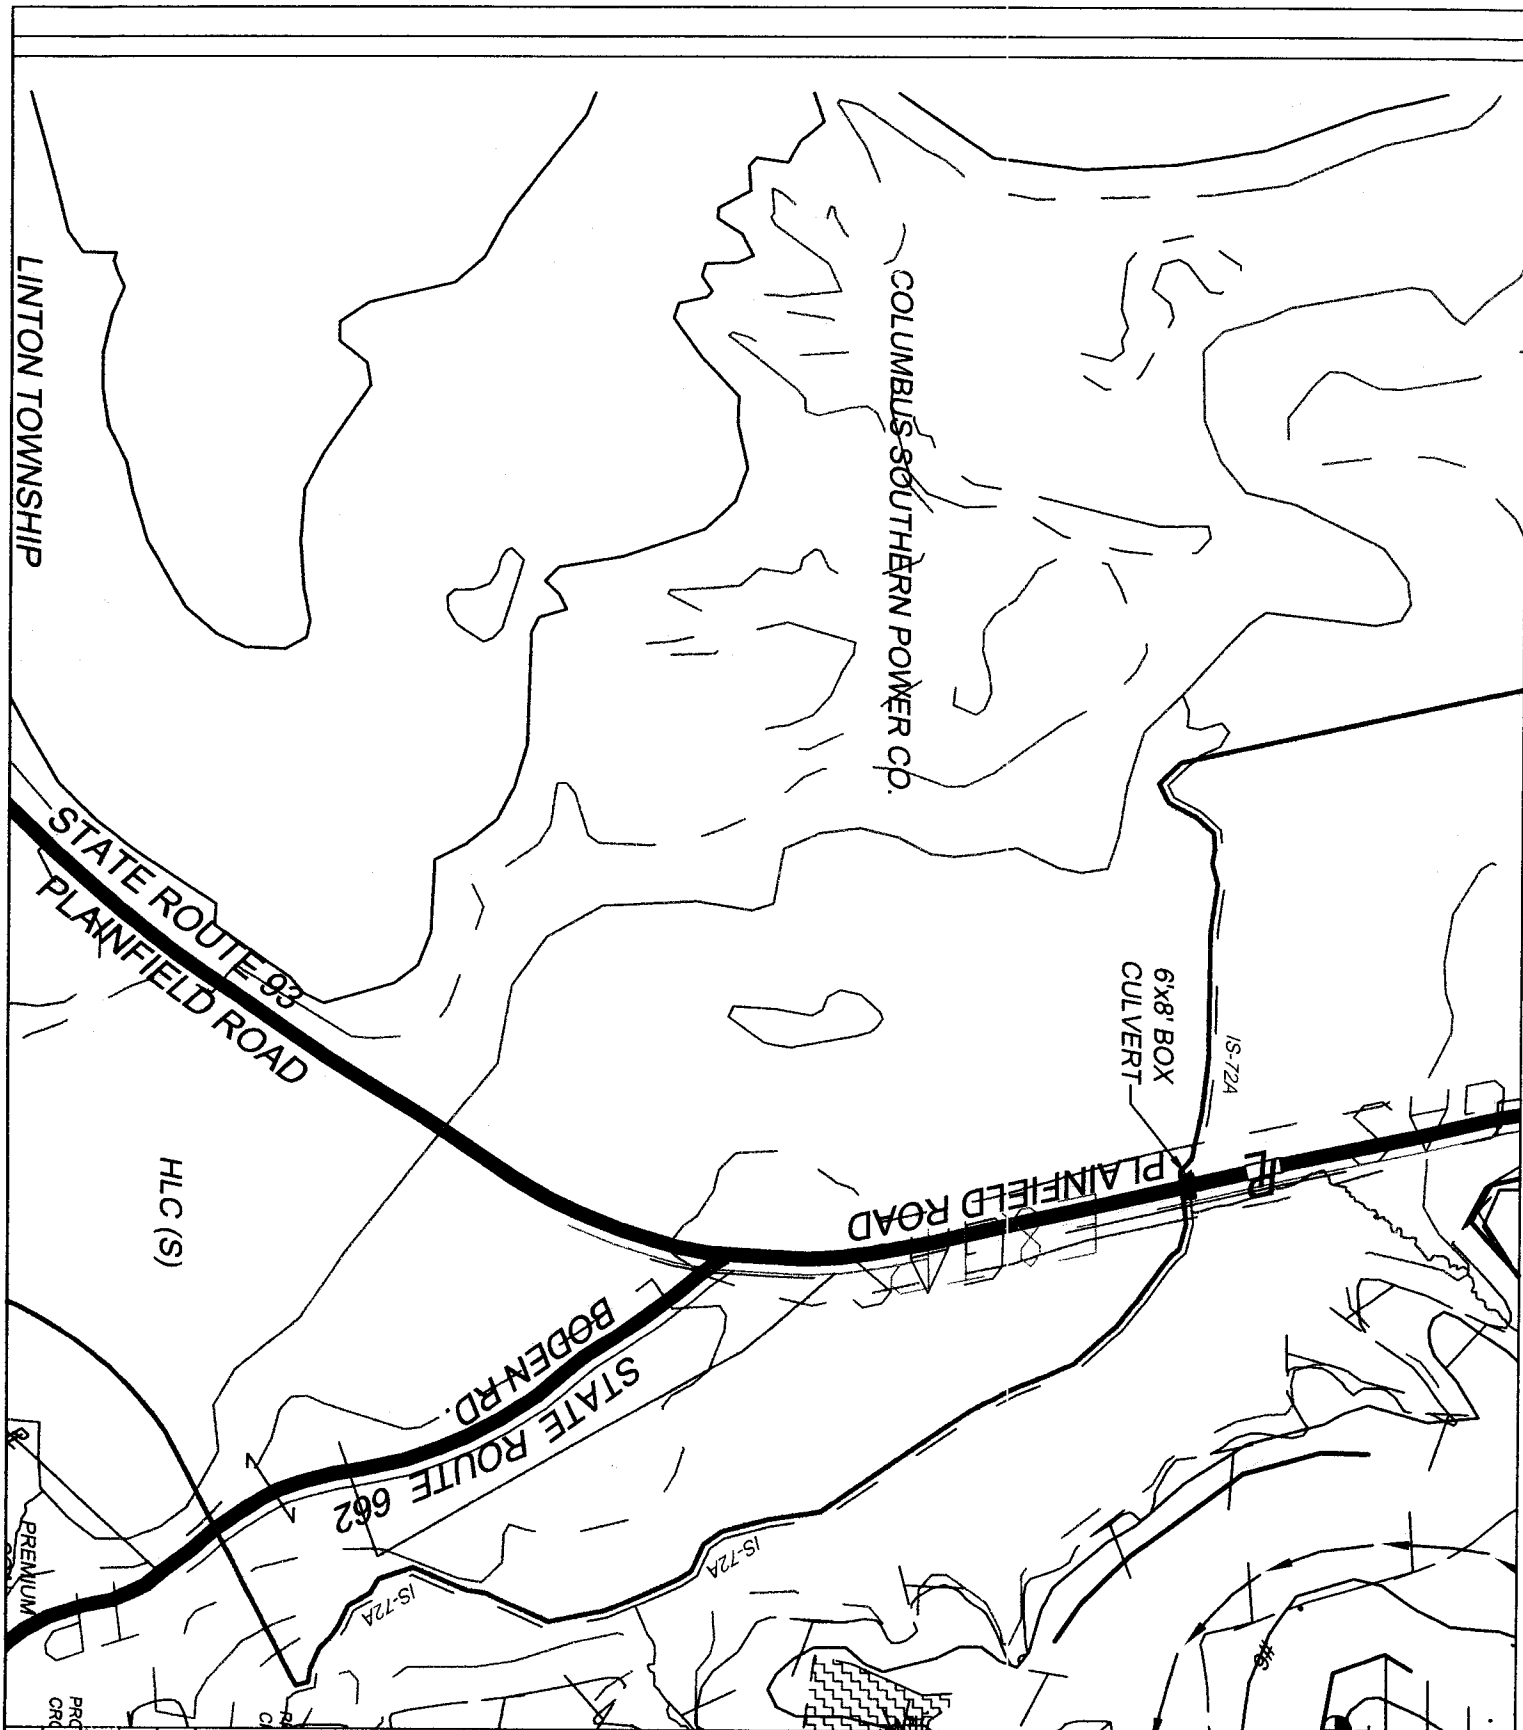 LINTON TOWNSHIP
COLUMBUS SOUTHERN POWER CO.
STATE ROUTE 93
PLAINFIELD ROAD
6'x8' BOX
CULVERT
IS-72A
PLAINFIELD ROAD
HLC (S)
BODEN RD.
STATE ROUTE 662
IS-72A
IS-72A
PREMIUM
#6